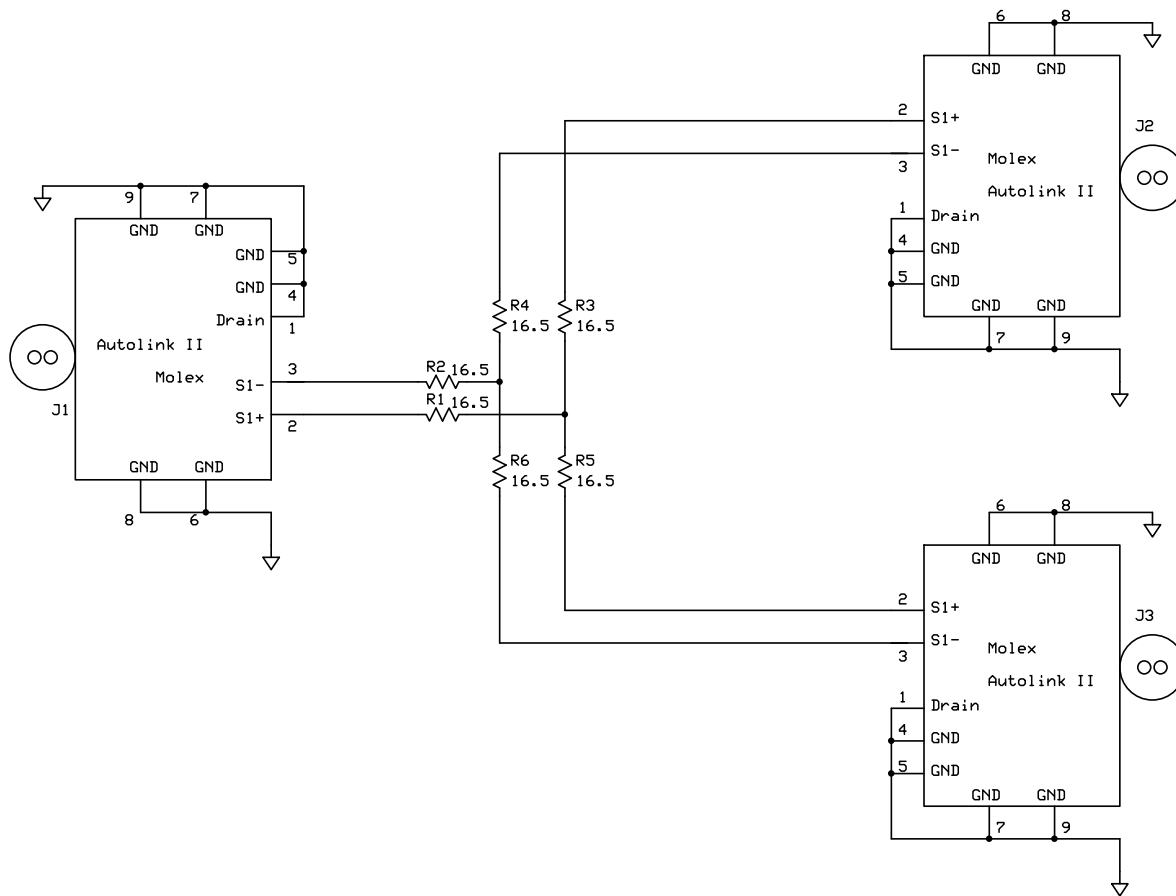 6 8
GND GND
2 S1+
3 S1-
Molex
Autolink II
J2
1 Drain
4 GND
5 GND
GND GND
7 9
9 7
GND GND
GND 5
GND 4
Drain 1
Autolink II
Molex
S1- 3
S1+ 2
J1
GND GND
8 6
R4 16.5
R3 16.5
R2 16.5
R1 16.5
R6 16.5
R5 16.5
6 8
GND GND
2 S1+
3 S1-
Molex
Autolink II
J3
1 Drain
4 GND
5 GND
GND GND
7 9